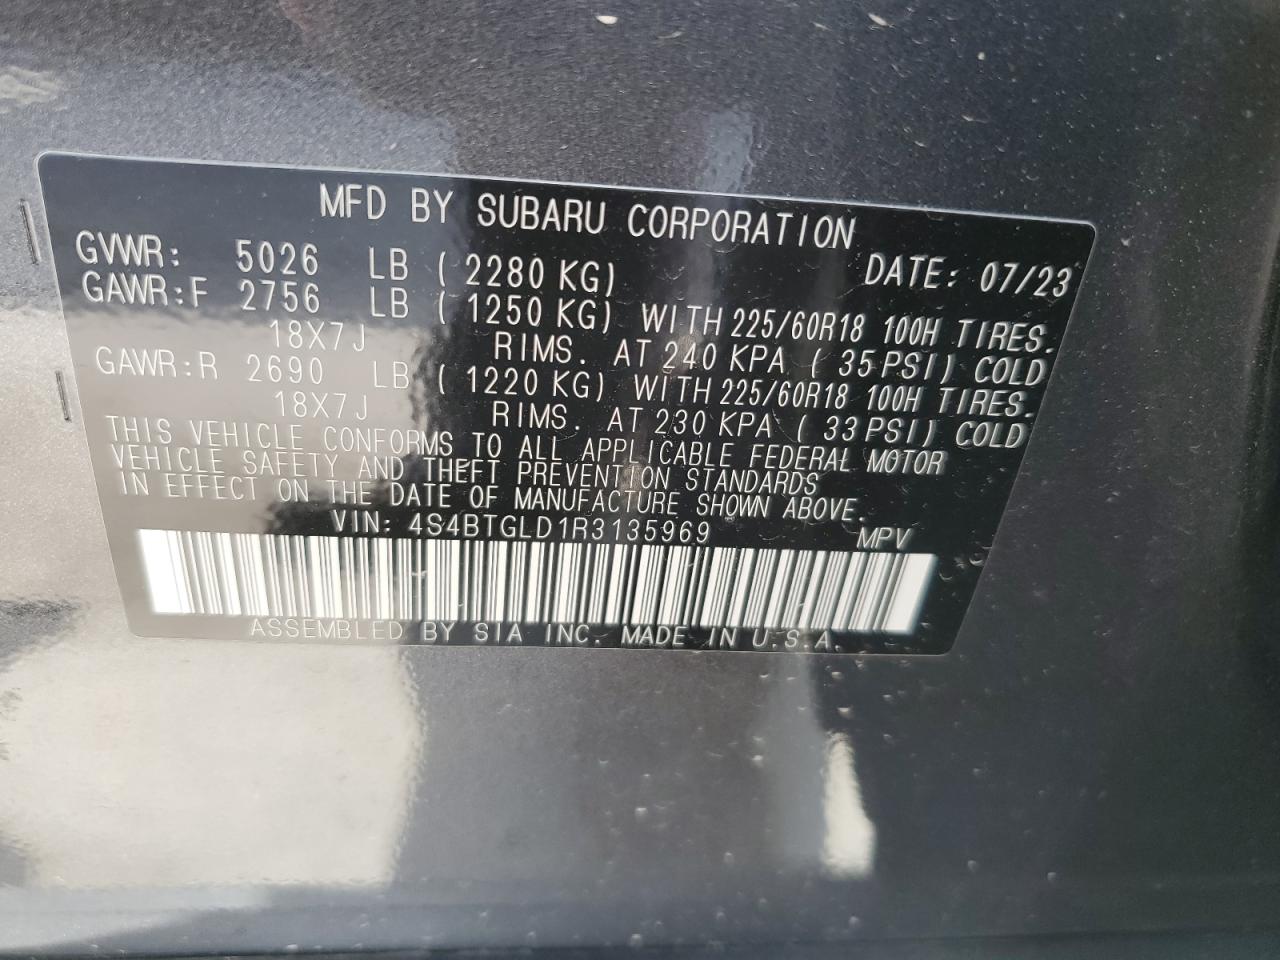 MFD BY SUBARU CORPORATION
GVWR: 5026 LB ( 2280 KG) DATE: 07/23
GAWR:F 2756 LB ( 1250 KG) WITH 225/60R18 100H TIRES.
18X7J RIMS. AT 240 KPA ( 35 PSI) COLD
GAWR:R 2690 LB ( 1220 KG) WITH 225/60R18 100H TIRES.
18X7J RIMS. AT 230 KPA ( 33 PSI) COLD
THIS VEHICLE CONFORMS TO ALL APPLICABLE FEDERAL MOTOR
VEHICLE SAFETY AND THEFT PREVENTION STANDARDS
IN EFFECT ON THE DATE OF MANUFACTURE SHOWN ABOVE.
VIN: 4S4BTGLD1R3135969 MPV
ASSEMBLED BY SIA INC. MADE IN U.S.A.